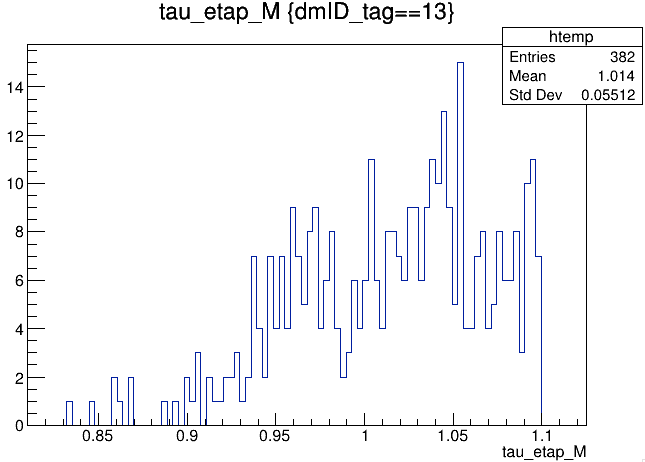 tau_etap_M {dmID_tag==13}
htemp
Entries 382
Mean 1.014
Std Dev 0.05512
14
12
10
8
6
4
2
0
0.85 0.9 0.95 1 1.05 1.1
tau_etap_M